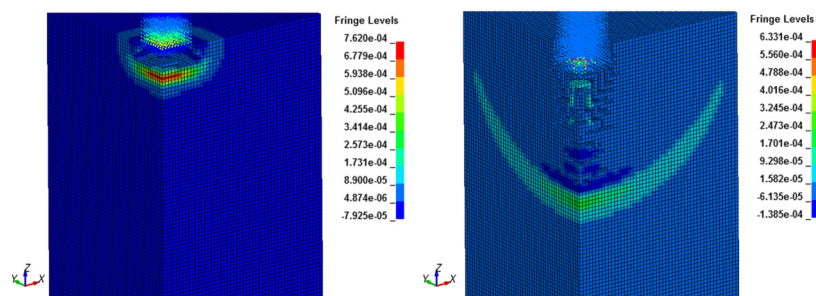 Fringe Levels
7.620e-04
6.779e-04
5.938e-04
5.096e-04
4.255e-04
3.414e-04
2.573e-04
1.731e-04
8.900e-05
4.874e-06
-7.925e-05
Z
Y
X
Fringe Levels
6.331e-04
5.560e-04
4.788e-04
4.016e-04
3.245e-04
2.473e-04
1.701e-04
9.298e-05
1.582e-05
-6.135e-05
-1.385e-04
Z
Y
X